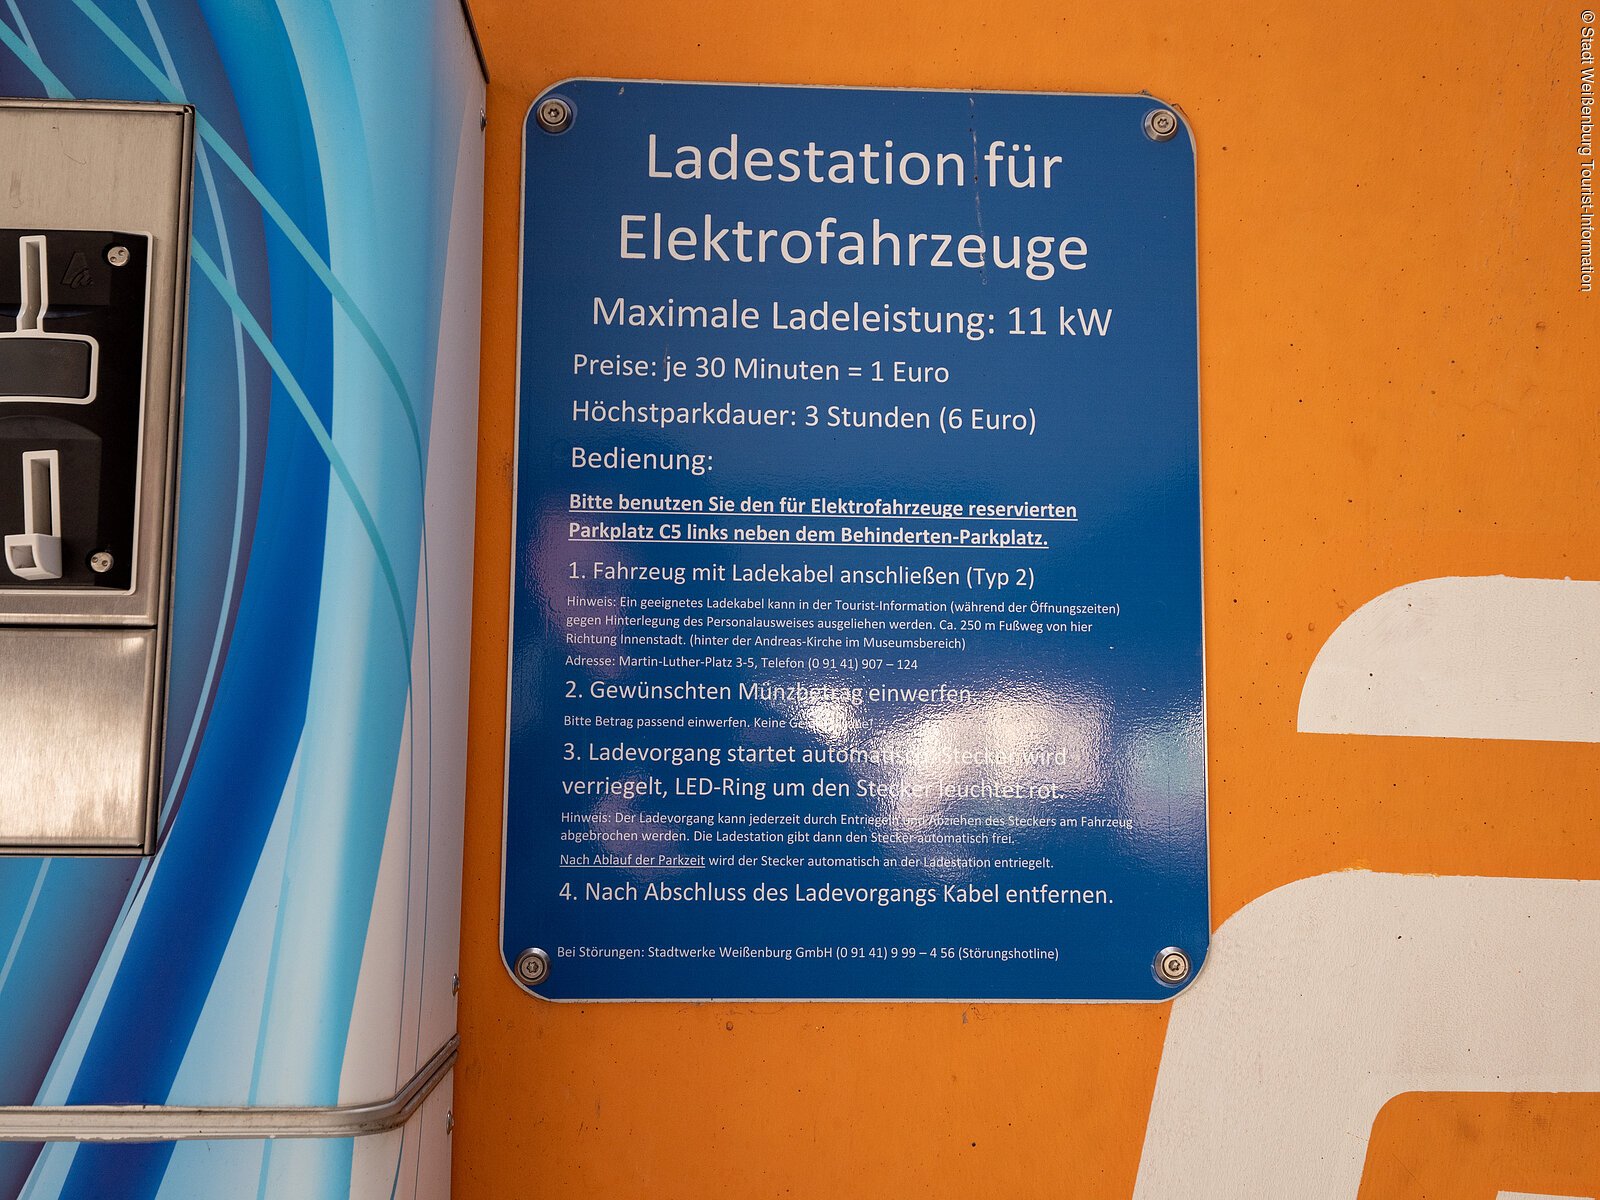 Ladestation für
Elektrofahrzeuge
Maximale Ladeleistung: 11 kW
Preise: je 30 Minuten = 1 Euro
Höchstparkdauer: 3 Stunden (6 Euro)
Bedienung:
Bitte benutzen Sie den für Elektrofahrzeuge reservierten
Parkplatz C5 links neben dem Behinderten-Parkplatz.
1. Fahrzeug mit Ladekabel anschließen (Typ 2)
Hinweis: Ein geeignetes Ladekabel kann in der Tourist-Information (während der Öffnungszeiten)
gegen Hinterlegung des Personalausweises ausgeliehen werden. Ca. 250 m Fußweg von hier
Richtung Innenstadt. (hinter der Andreas-Kirche im Museumsbereich)
Adresse: Martin-Luther-Platz 3-5, Telefon (0 91 41) 907 – 124
2. Gewünschten Münzbetrag einwerfen.
Bitte Betrag passend einwerfen. Keine
3. Ladevorgang startet automatisch, Stecker wird
verriegelt, LED-Ring um den Stecker leuchtet rot.
Hinweis: Der Ladevorgang kann jederzeit durch Entriegeln und Abziehen des Steckers am Fahrzeug
abgebrochen werden. Die Ladestation gibt dann den Stecker automatisch frei.
Nach Ablauf der Parkzeit wird der Stecker automatisch an der Ladestation entriegelt.
4. Nach Abschluss des Ladevorgangs Kabel entfernen.
Bei Störungen: Stadtwerke Weißenburg GmbH (0 91 41) 9 99 – 4 56 (Störungshotline)
© Stadt Weißenburg Tourist-Information